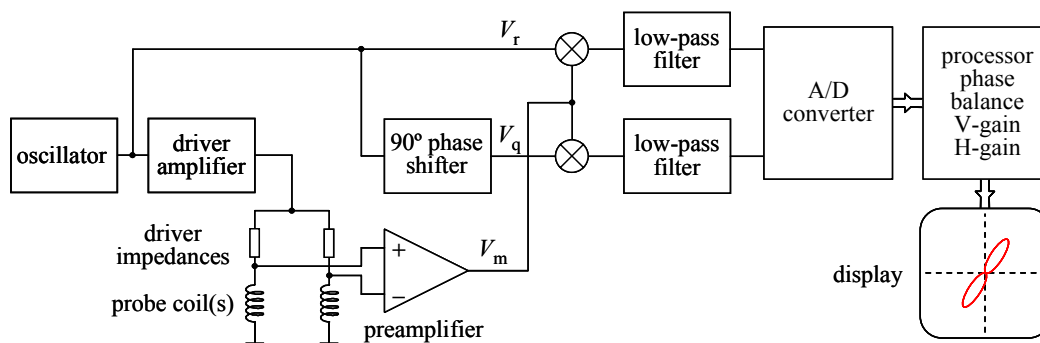 oscillator
driver
amplifier
90º phase
shifter
V_r
V_q
low-pass
filter
low-pass
filter
A/D
converter
processor
phase
balance
V-gain
H-gain
driver
impedances
probe coil(s)
+
−
V_m
preamplifier
display